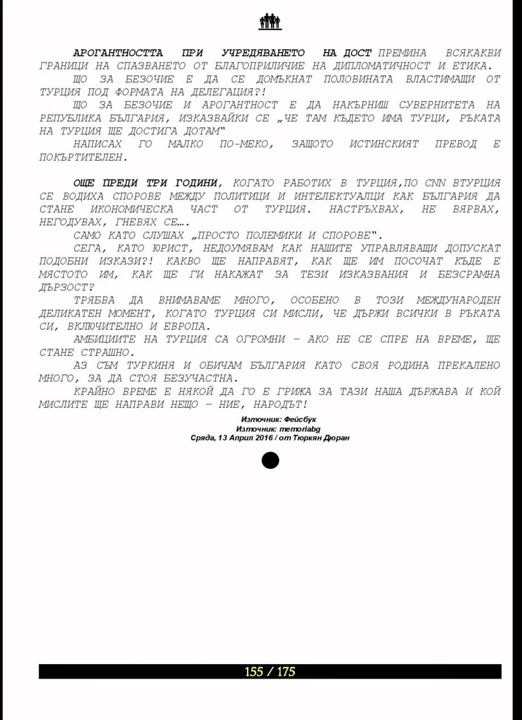 АРОГАНТНОСТТА ПРИ УЧРЕДЯВАНЕТО НА ДОСТ ПРЕМИНА ВСЯКАКВИ
ГРАНИЦИ НА СПАЗВАНЕТО ОТ БЛАГОПРИЛИЧИЕ НА ДИПЛОМАТИЧНОСТ И ЕТИКА.
ЩО ЗА БЕЗОЧИЕ Е ДА СЕ ДОМЪКНАТ ПОЛОВИНАТА ВЛАСТИМАЩИ ОТ
ТУРЦИЯ ПОД ФОРМАТА НА ДЕЛЕГАЦИЯ?!
ЩО ЗА БЕЗОЧИЕ И АРОГАНТНОСТ Е ДА НАКЪРНИШ СУВЕРНИТЕТА НА
РЕПУБЛИКА БЪЛГАРИЯ, ИЗКАЗВАЙКИ СЕ „ЧЕ ТАМ КЪДЕТО ИМА ТУРЦИ, РЪКАТА
НА ТУРЦИЯ ЩЕ ДОСТИГА ДОТАМ"
НАПИСАХ ГО МАЛКО ПО-МЕКО, ЗАЩОТО ИСТИНСКИЯТ ПРЕВОД Е
ПОКЪРТИТЕЛЕН.
ОЩЕ ПРЕДИ ТРИ ГОДИНИ, КОГАТО РАБОТИХ В ТУРЦИЯ,ПО CNN ВТУРЦИЯ
СЕ ВОДИХА СПОРОВЕ МЕЖДУ ПОЛИТИЦИ И ИНТЕЛЕКТУАЛЦИ КАК БЪЛГАРИЯ ДА
СТАНЕ ИКОНОМИЧЕСКА ЧАСТ ОТ ТУРЦИЯ. НАСТРЪХВАХ, НЕ ВЯРВАХ,
НЕГОДУВАХ, ГНЕВЯХ СЕ….
САМО КАТО СЛУШАХ „ПРОСТО ПОЛЕМИКИ И СПОРОВЕ".
СЕГА, КАТО ЮРИСТ, НЕДОУМЯВАМ КАК НАШИТЕ УПРАВЛЯВАЩИ ДОПУСКАТ
ПОДОБНИ ИЗКАЗИ?! КАКВО ЩЕ НАПРАВЯТ, КАК ЩЕ ИМ ПОСОЧАТ КЪДЕ Е
МЯСТОТО ИМ, КАК ЩЕ ГИ НАКАЖАТ ЗА ТЕЗИ ИЗКАЗВАНИЯ И БЕЗСРАМНА
ДЪРЗОСТ?
ТРЯБВА ДА ВНИМАВАМЕ МНОГО, ОСОБЕНО В ТОЗИ МЕЖДУНАРОДЕН
ДЕЛИКАТЕН МОМЕНТ, КОГАТО ТУРЦИЯ СИ МИСЛИ, ЧЕ ДЪРЖИ ВСИЧКИ В РЪКАТА
СИ, ВКЛЮЧИТЕЛНО И ЕВРОПА.
АМБИЦИИТЕ НА ТУРЦИЯ СА ОГРОМНИ – АКО НЕ СЕ СПРЕ НА ВРЕМЕ, ЩЕ
СТАНЕ СТРАШНО.
АЗ СЪМ ТУРКИНЯ И ОБИЧАМ БЪЛГАРИЯ КАТО СВОЯ РОДИНА ПРЕКАЛЕНО
МНОГО, ЗА ДА СТОЯ БЕЗУЧАСТНА.
КРАЙНО ВРЕМЕ Е НЯКОЙ ДА ГО Е ГРИЖА ЗА ТАЗИ НАША ДЪРЖАВА И КОЙ
МИСЛИТЕ ЩЕ НАПРАВИ НЕЩО – НИЕ, НАРОДЪТ!
Източник: Фейсбук
Източник: memoriabg
Сряда, 13 Април 2016 / от Тюркян Дюран
155 / 175